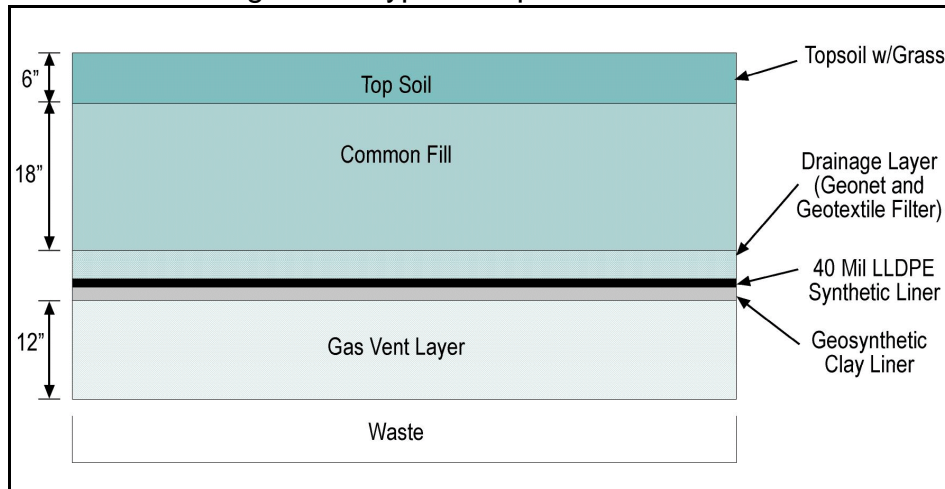 Topsoil w/Grass
6”
Top Soil
Common Fill
18”
Drainage Layer
(Geonet and
Geotextile Filter)
40 Mil LLDPE
Synthetic Liner
12”
Gas Vent Layer
Geosynthetic
Clay Liner
Waste